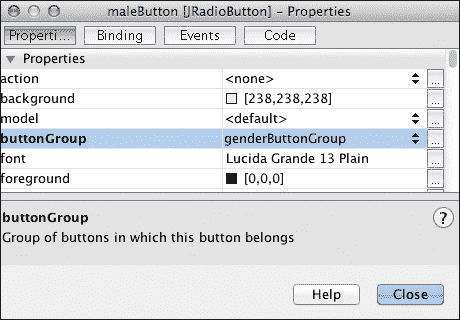 maleButton [JRadioButton] – Properties
Properti... Binding Events Code
Properties
action <none> ...
background [238,238,238] ...
model <default> ...
buttonGroup genderButtonGroup ...
font Lucida Grande 13 Plain ...
foreground [0,0,0] ...
buttonGroup ?
Group of buttons in which this button belongs
Help Close